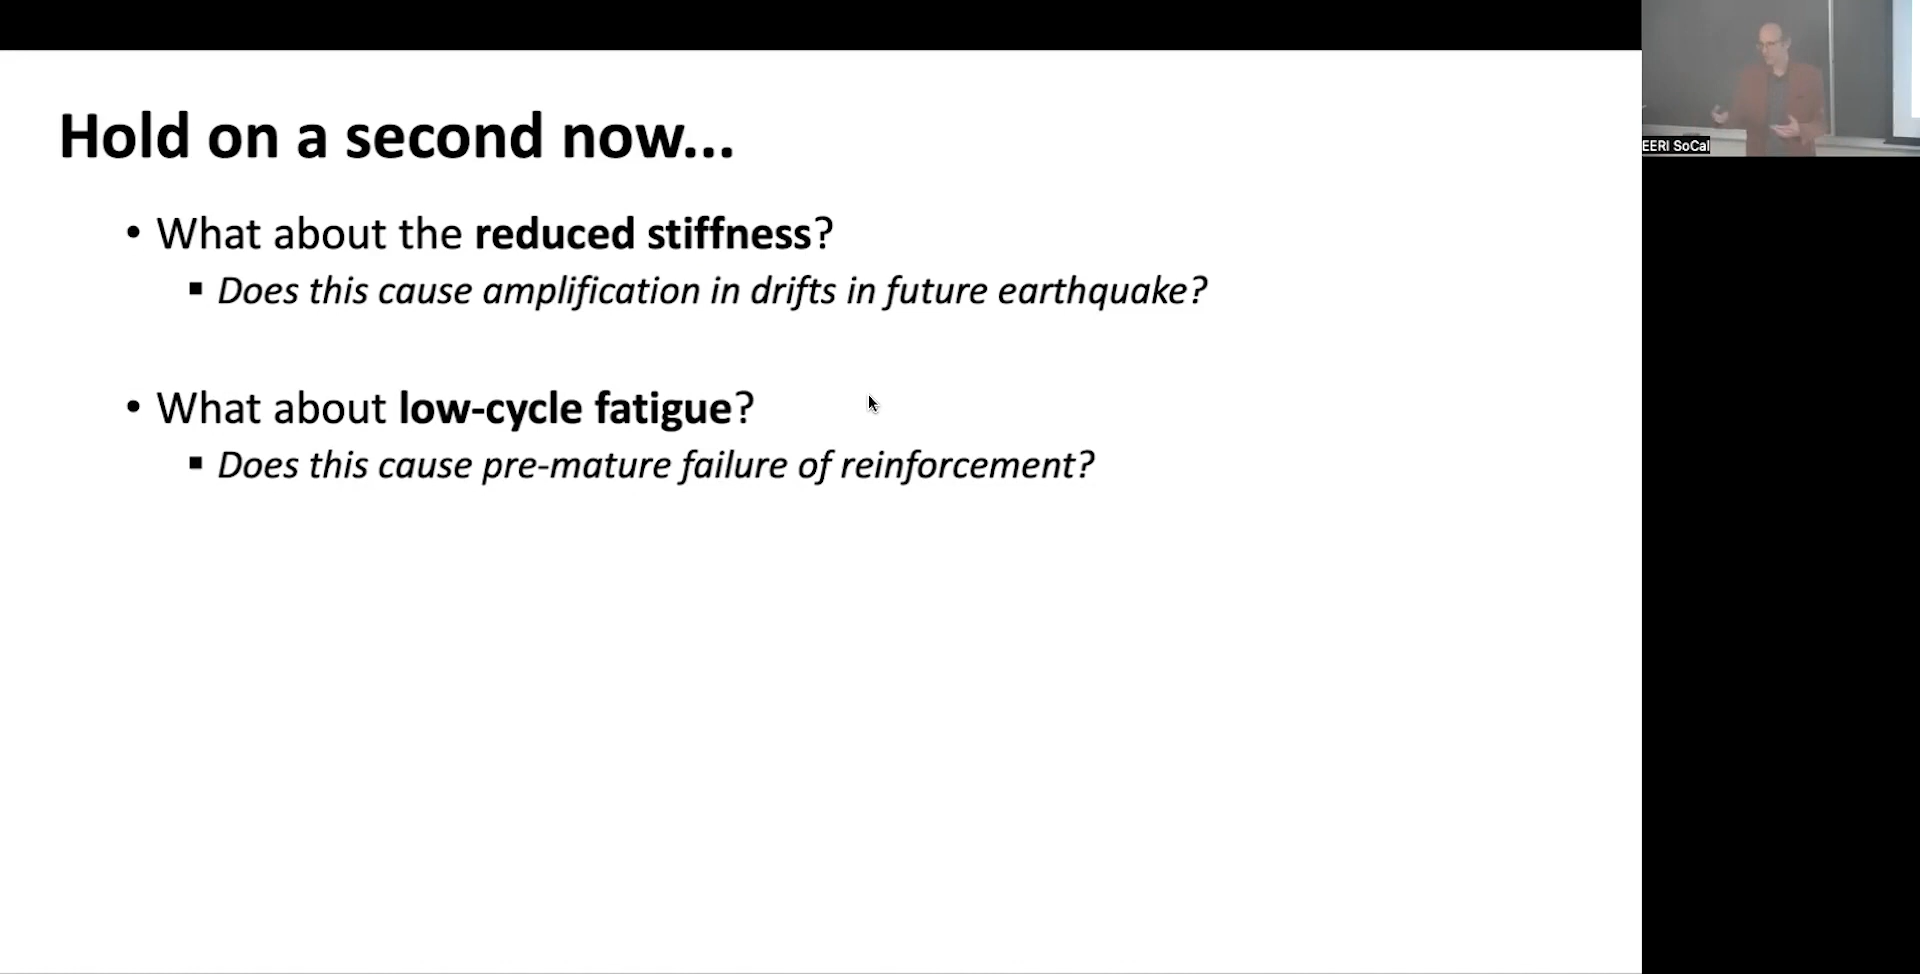 Hold on a second now...
• What about the reduced stiffness?
▪ Does this cause amplification in drifts in future earthquake?
• What about low-cycle fatigue?
▪ Does this cause pre-mature failure of reinforcement?
EERI SoCal